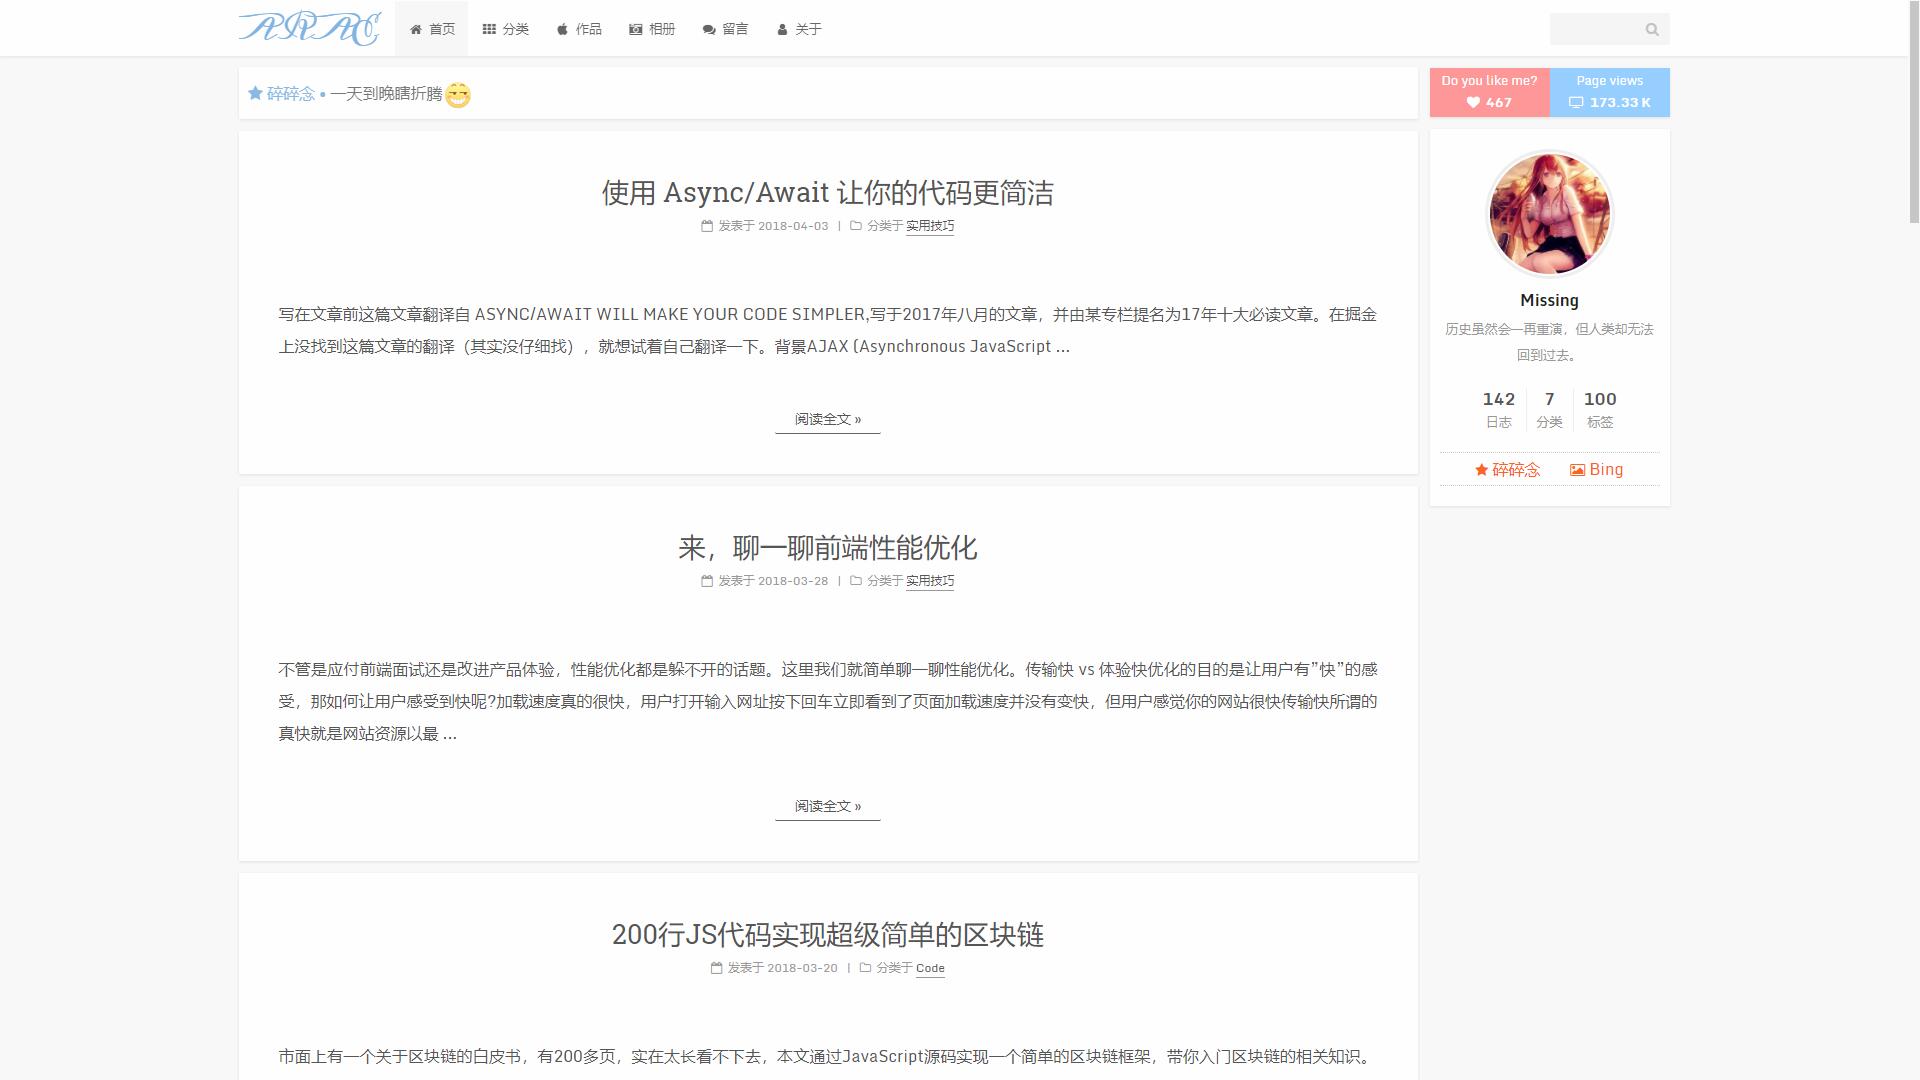 ARAC
首页
分类
作品
相册
留言
关于
碎碎念 • 一天到晚瞎折腾
Do you like me?
467
Page views
173.33 K
使用 Async/Await 让你的代码更简洁
发表于 2018-04-03 | 分类于 实用技巧
写在文章前这篇文章翻译自 ASYNC/AWAIT WILL MAKE YOUR CODE SIMPLER,写于2017年八月的文章，并由某专栏提名为17年十大必读文章。在掘金
上没找到这篇文章的翻译（其实没仔细找），就想试着自己翻译一下。背景AJAX (Asynchronous JavaScript ...
阅读全文 »
Missing
历史虽然会一再重演，但人类却无法
回到过去。
142 7 100
日志 分类 标签
碎碎念 Bing
来，聊一聊前端性能优化
发表于 2018-03-28 | 分类于 实用技巧
不管是应付前端面试还是改进产品体验，性能优化都是躲不开的话题。这里我们就简单聊一聊性能优化。传输快 vs 体验快优化的目的是让用户有”快”的感
受，那如何让用户感受到快呢?加载速度真的很快，用户打开输入网址按下回车立即看到了页面加载速度并没有变快，但用户感觉你的网站很快传输快所谓的
真快就是网站资源以最 ...
阅读全文 »
200行JS代码实现超级简单的区块链
发表于 2018-03-20 | 分类于 Code
市面上有一个关于区块链的白皮书，有200多页，实在太长看不下去，本文通过JavaScript源码实现一个简单的区块链框架，带你入门区块链的相关知识。